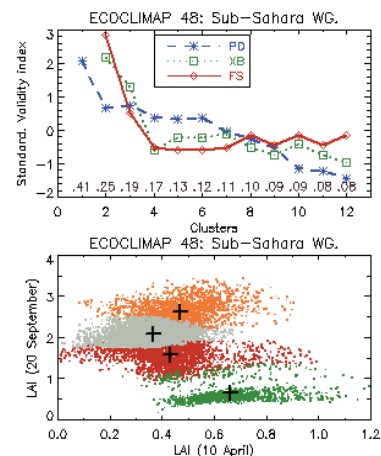 ECOCLIMAP 48: Sub-Sahara WG.
Standard. Validity index
3
2
1
0
−1
−2
PD
XB
FS
.41 .25 .19 .17 .13 .12 .11 .10 .09 .09 .08 .08
0 2 4 6 8 10 12
Clusters
ECOCLIMAP 48: Sub-Sahara WG.
LAI (20 September)
4
3
2
1
0
0.0 0.2 0.4 0.6 0.8 1.0 1.2
LAI (10 April)